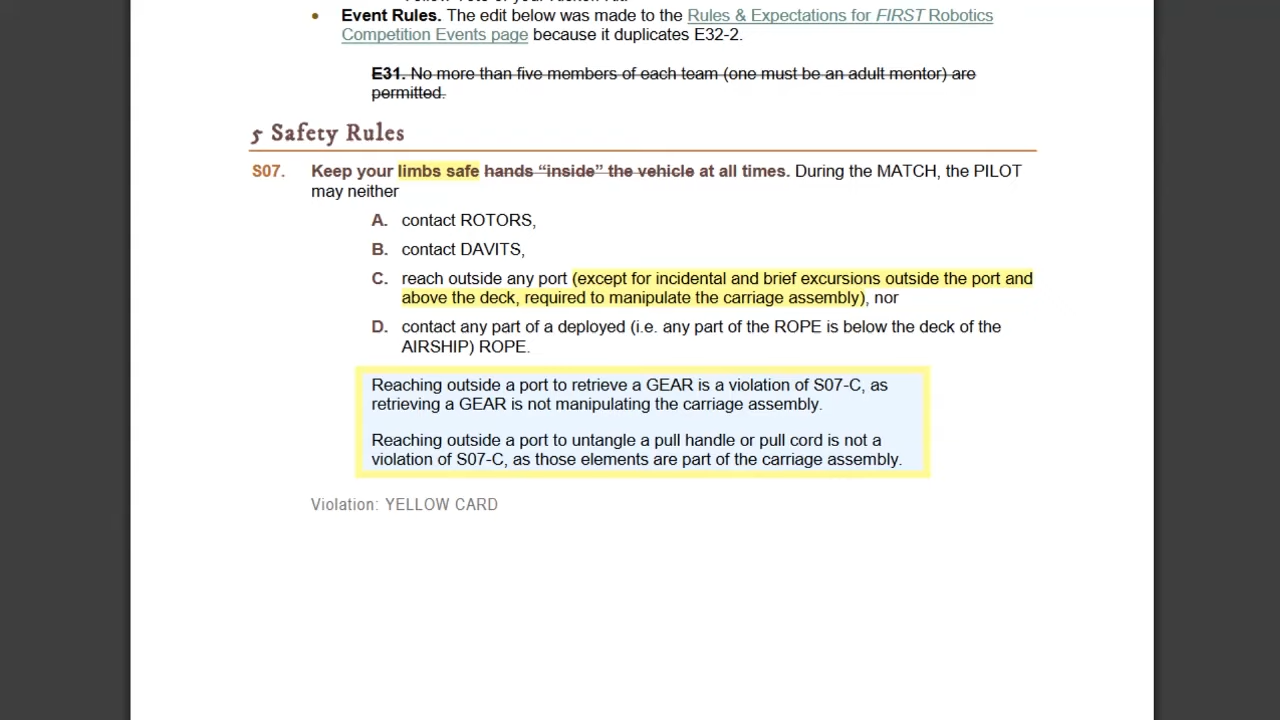 Event Rules. The edit below was made to the Rules & Expectations for FIRST Robotics
Competition Events page because it duplicates E32-2.
E31. No more than five members of each team (one must be an adult mentor) are
permitted.
5 Safety Rules
S07. Keep your limbs safe hands “inside” the vehicle at all times. During the MATCH, the PILOT
may neither
A. contact ROTORS,
B. contact DAVITS,
C. reach outside any port (except for incidental and brief excursions outside the port and
above the deck, required to manipulate the carriage assembly), nor
D. contact any part of a deployed (i.e. any part of the ROPE is below the deck of the
AIRSHIP) ROPE.
Reaching outside a port to retrieve a GEAR is a violation of S07-C, as
retrieving a GEAR is not manipulating the carriage assembly.
Reaching outside a port to untangle a pull handle or pull cord is not a
violation of S07-C, as those elements are part of the carriage assembly.
Violation: YELLOW CARD